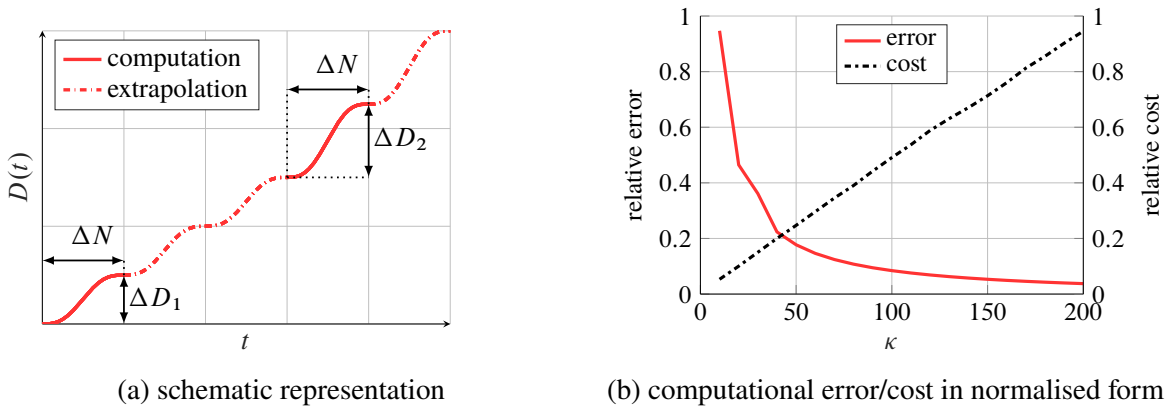 computation
extrapolation
ΔN
ΔD₂
D(t)
ΔN
ΔD₁
t
(a) schematic representation
error
cost
relative error
relative cost
1
0.8
0.6
0.4
0.2
0
1
0.8
0.6
0.4
0.2
0
0 50 100 150 200
κ
(b) computational error/cost in normalised form